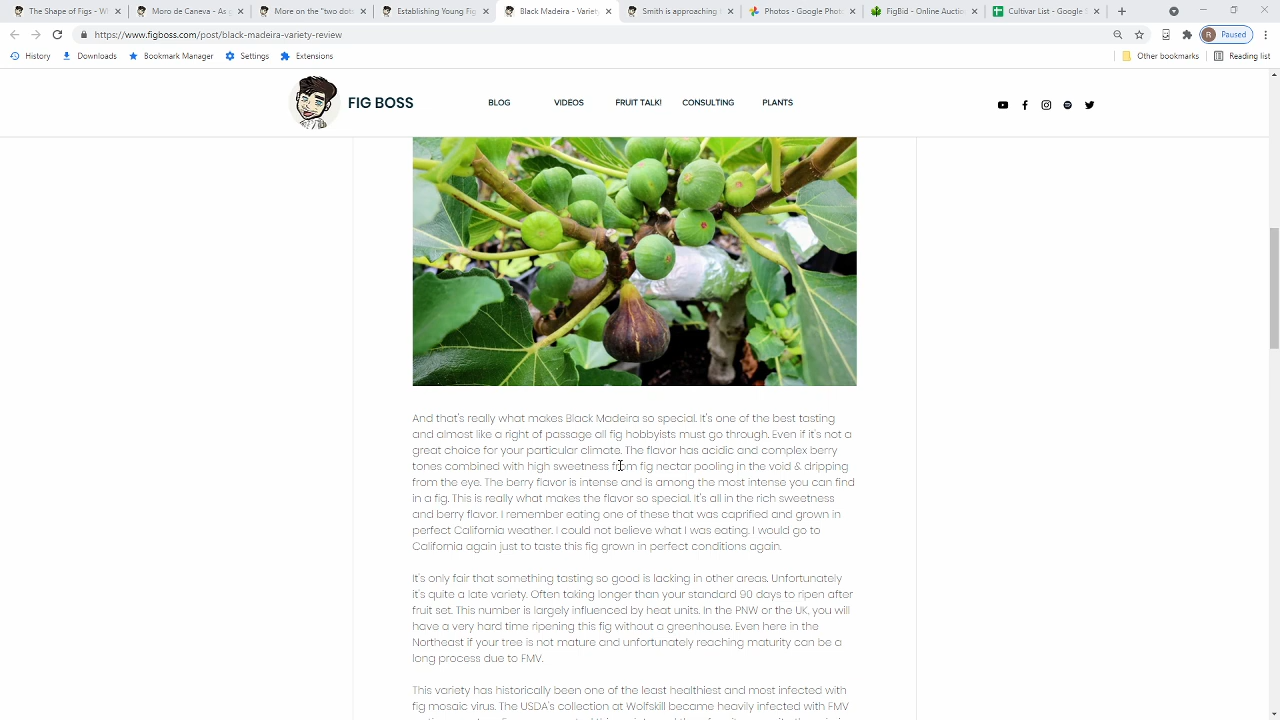 The Shape of Figs - Wh
Moro de Caneva - As g
More on the "two dots
Establishing Young Fig
Black Madeira - Variety
Smith is approaching
Photos - Google Photo
FigBid - Online Auction
Cultivar List - Google
https://www.figboss.com/post/black-madeira-variety-review
R Paused
History Downloads Bookmark Manager Settings Extensions Other bookmarks Reading list
FIG BOSS BLOG VIDEOS FRUIT TALK! CONSULTING PLANTS
And that's really what makes Black Madeira so special. It's one of the best tasting
and almost like a right of passage all fig hobbyists must go through. Even if it's not a
great choice for your particular climate. The flavor has acidic and complex berry
tones combined with high sweetness from fig nectar pooling in the void & dripping
from the eye. The berry flavor is intense and is among the most intense you can find
in a fig. This is really what makes the flavor so special. It's all in the rich sweetness
and berry flavor. I remember eating one of these that was caprified and grown in
perfect California weather. I could not believe what I was eating. I would go to
California again just to taste this fig grown in perfect conditions again.
It's only fair that something tasting so good is lacking in other areas. Unfortunately
it's quite a late variety. Often taking longer than your standard 90 days to ripen after
fruit set. This number is largely influenced by heat units. In the PNW or the UK, you will
have a very hard time ripening this fig without a greenhouse. Even here in the
Northeast if your tree is not mature and unfortunately reaching maturity can be a
long process due to FMV.
This variety has historically been one of the least healthiest and most infected with
fig mosaic virus. The USDA's collection at Wolfskill became heavily infected with FMV